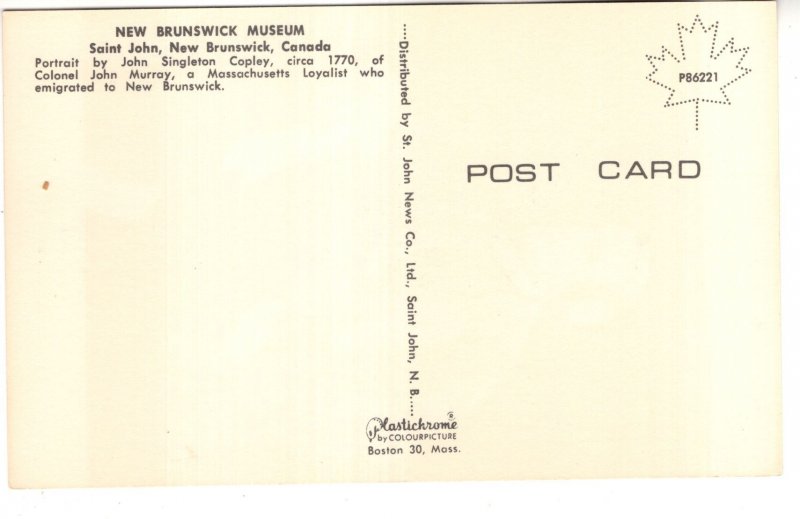 NEW BRUNSWICK MUSEUM
Saint John, New Brunswick, Canada
Portrait by John Singleton Copley, circa 1770, of
Colonel John Murray, a Massachusetts Loyalist who
emigrated to New Brunswick.
....Distributed by St. John News Co., Ltd., Saint John, N. B.....
P86221
POST CARD
Plastichrome ®
by COLOURPICTURE
Boston 30, Mass.